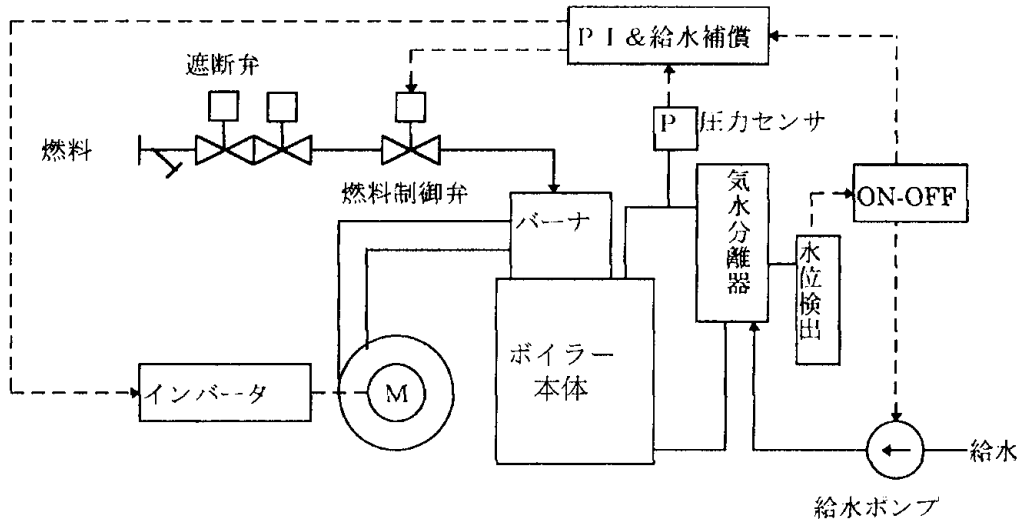 ＰＩ＆給水補償
遮断弁
Ｐ
圧力センサ
燃料
燃料制御弁
バーナ
気水分離器
ON-OFF
水位検出
ボイラー
本体
インバータ
M
給水
給水ポンプ